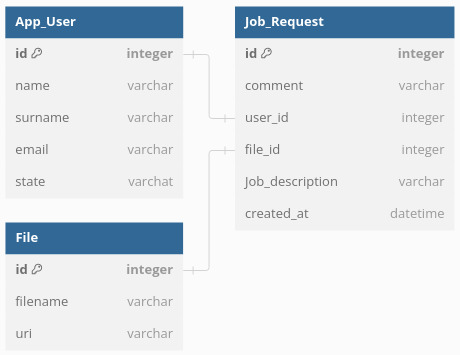 App_User
id integer
name varchar
surname varchar
email varchar
state varchat
Job_Request
id integer
comment varchar
user_id integer
file_id integer
Job_description varchar
created_at datetime
File
id integer
filename varchar
uri varchar